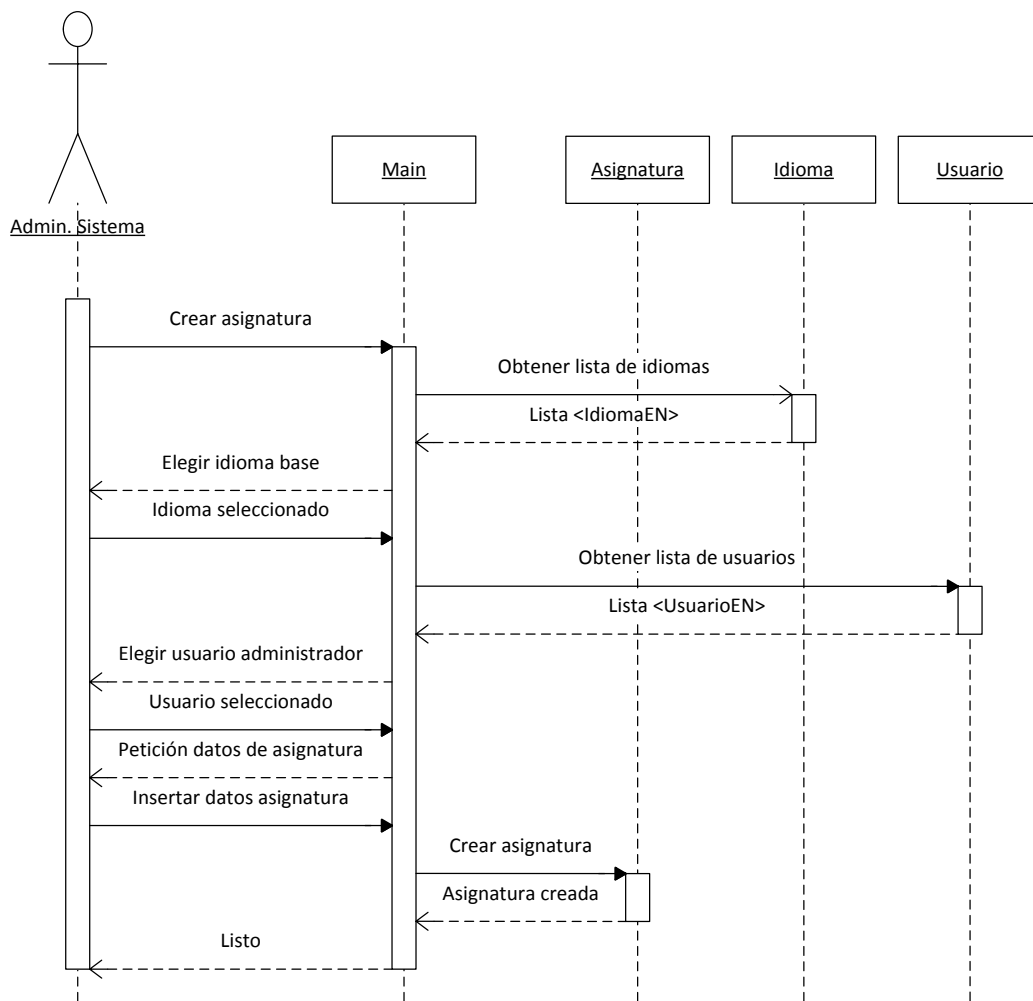 Main
Asignatura
Idioma
Usuario
Admin. Sistema
Crear asignatura
Obtener lista de idiomas
Lista <IdiomaEN>
Elegir idioma base
Idioma seleccionado
Obtener lista de usuarios
Lista <UsuarioEN>
Elegir usuario administrador
Usuario seleccionado
Petición datos de asignatura
Insertar datos asignatura
Crear asignatura
Asignatura creada
Listo